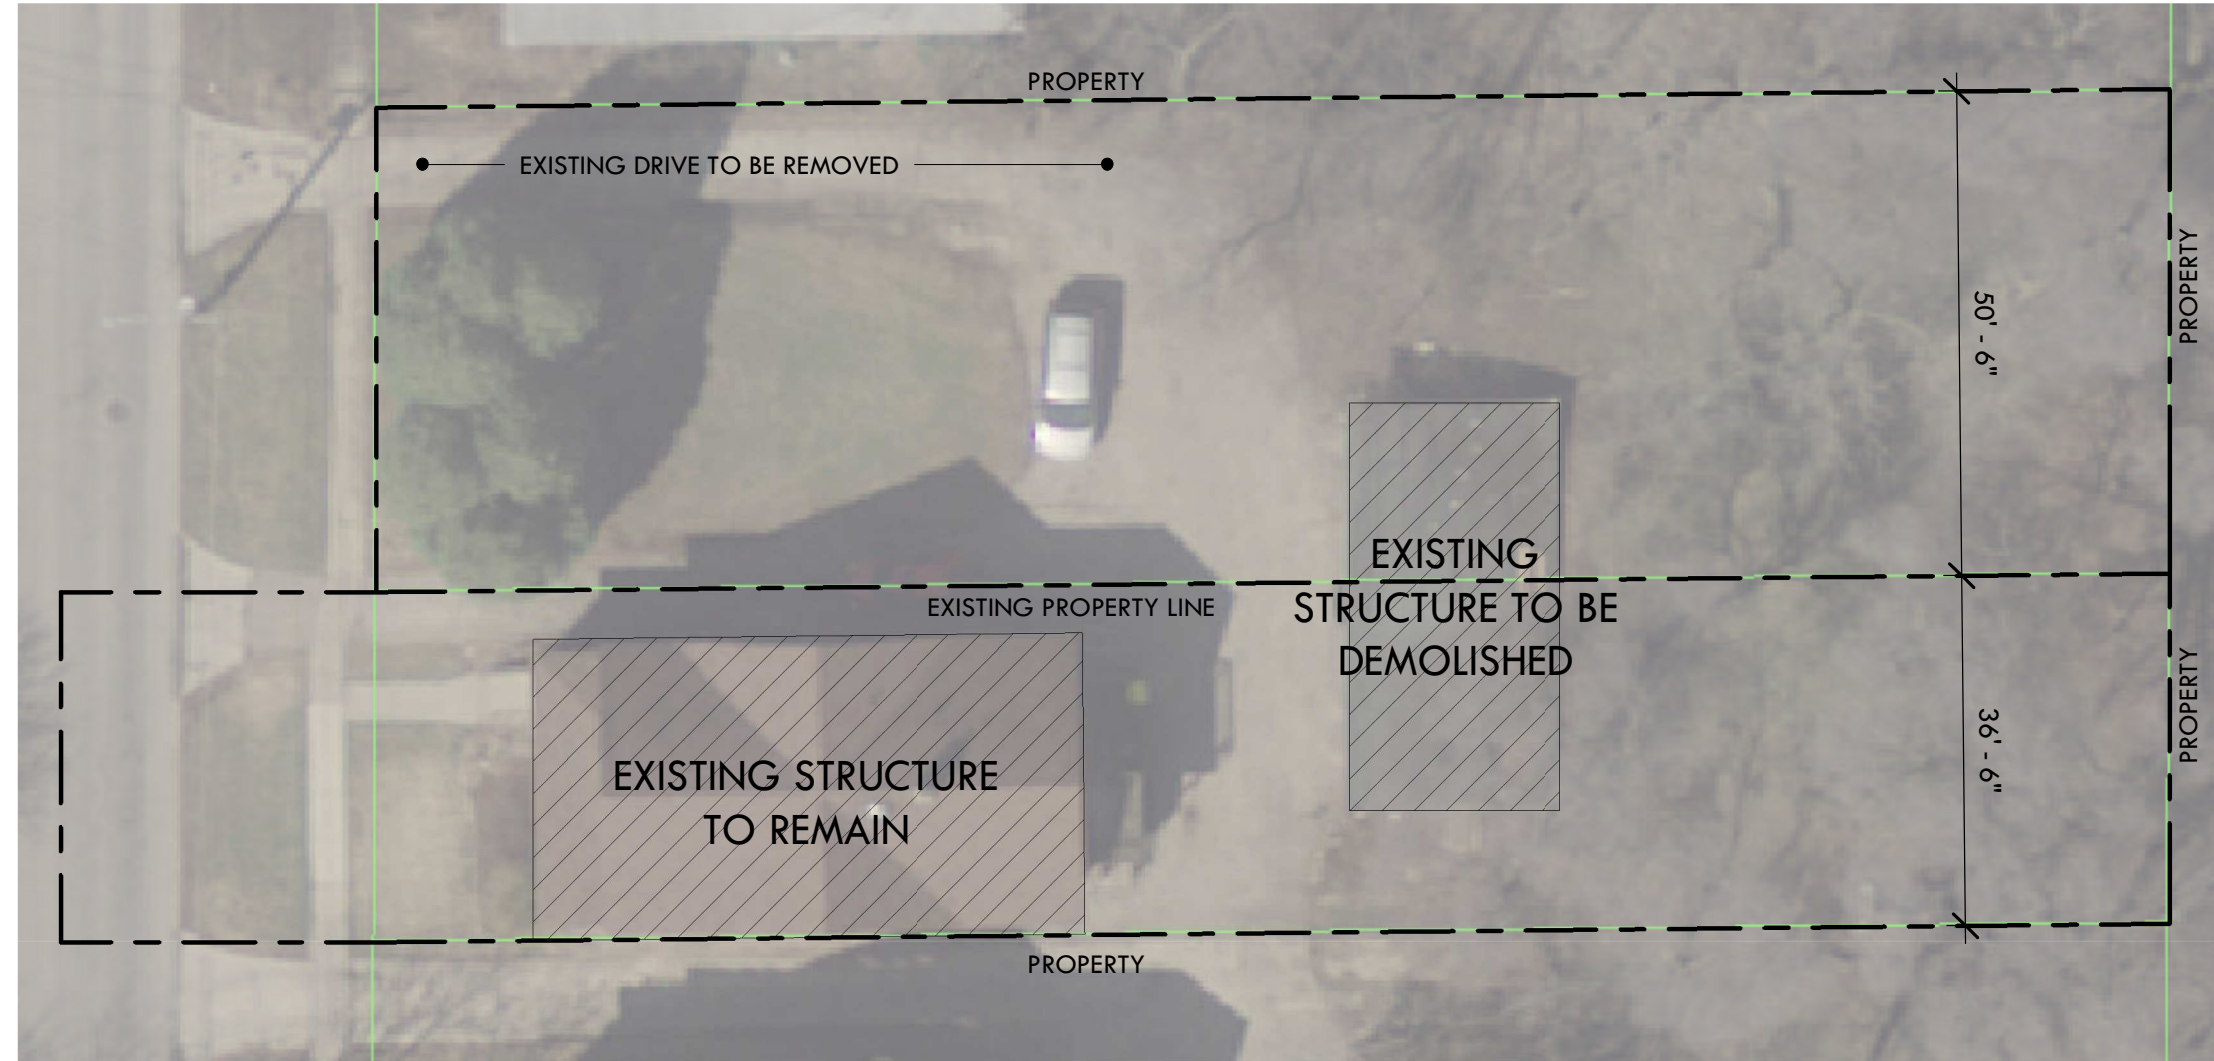 PROPERTY
EXISTING DRIVE TO BE REMOVED
PROPERTY
50' - 6"
EXISTING
STRUCTURE TO BE
DEMOLISHED
EXISTING PROPERTY LINE
PROPERTY
36' - 6"
EXISTING STRUCTURE
TO REMAIN
PROPERTY